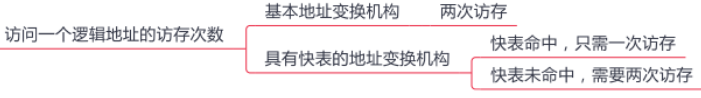 访问一个逻辑地址的访存次数
基本地址变换机构
两次访存
具有快表的地址变换机构
快表命中，只需一次访存
快表未命中，需要两次访存